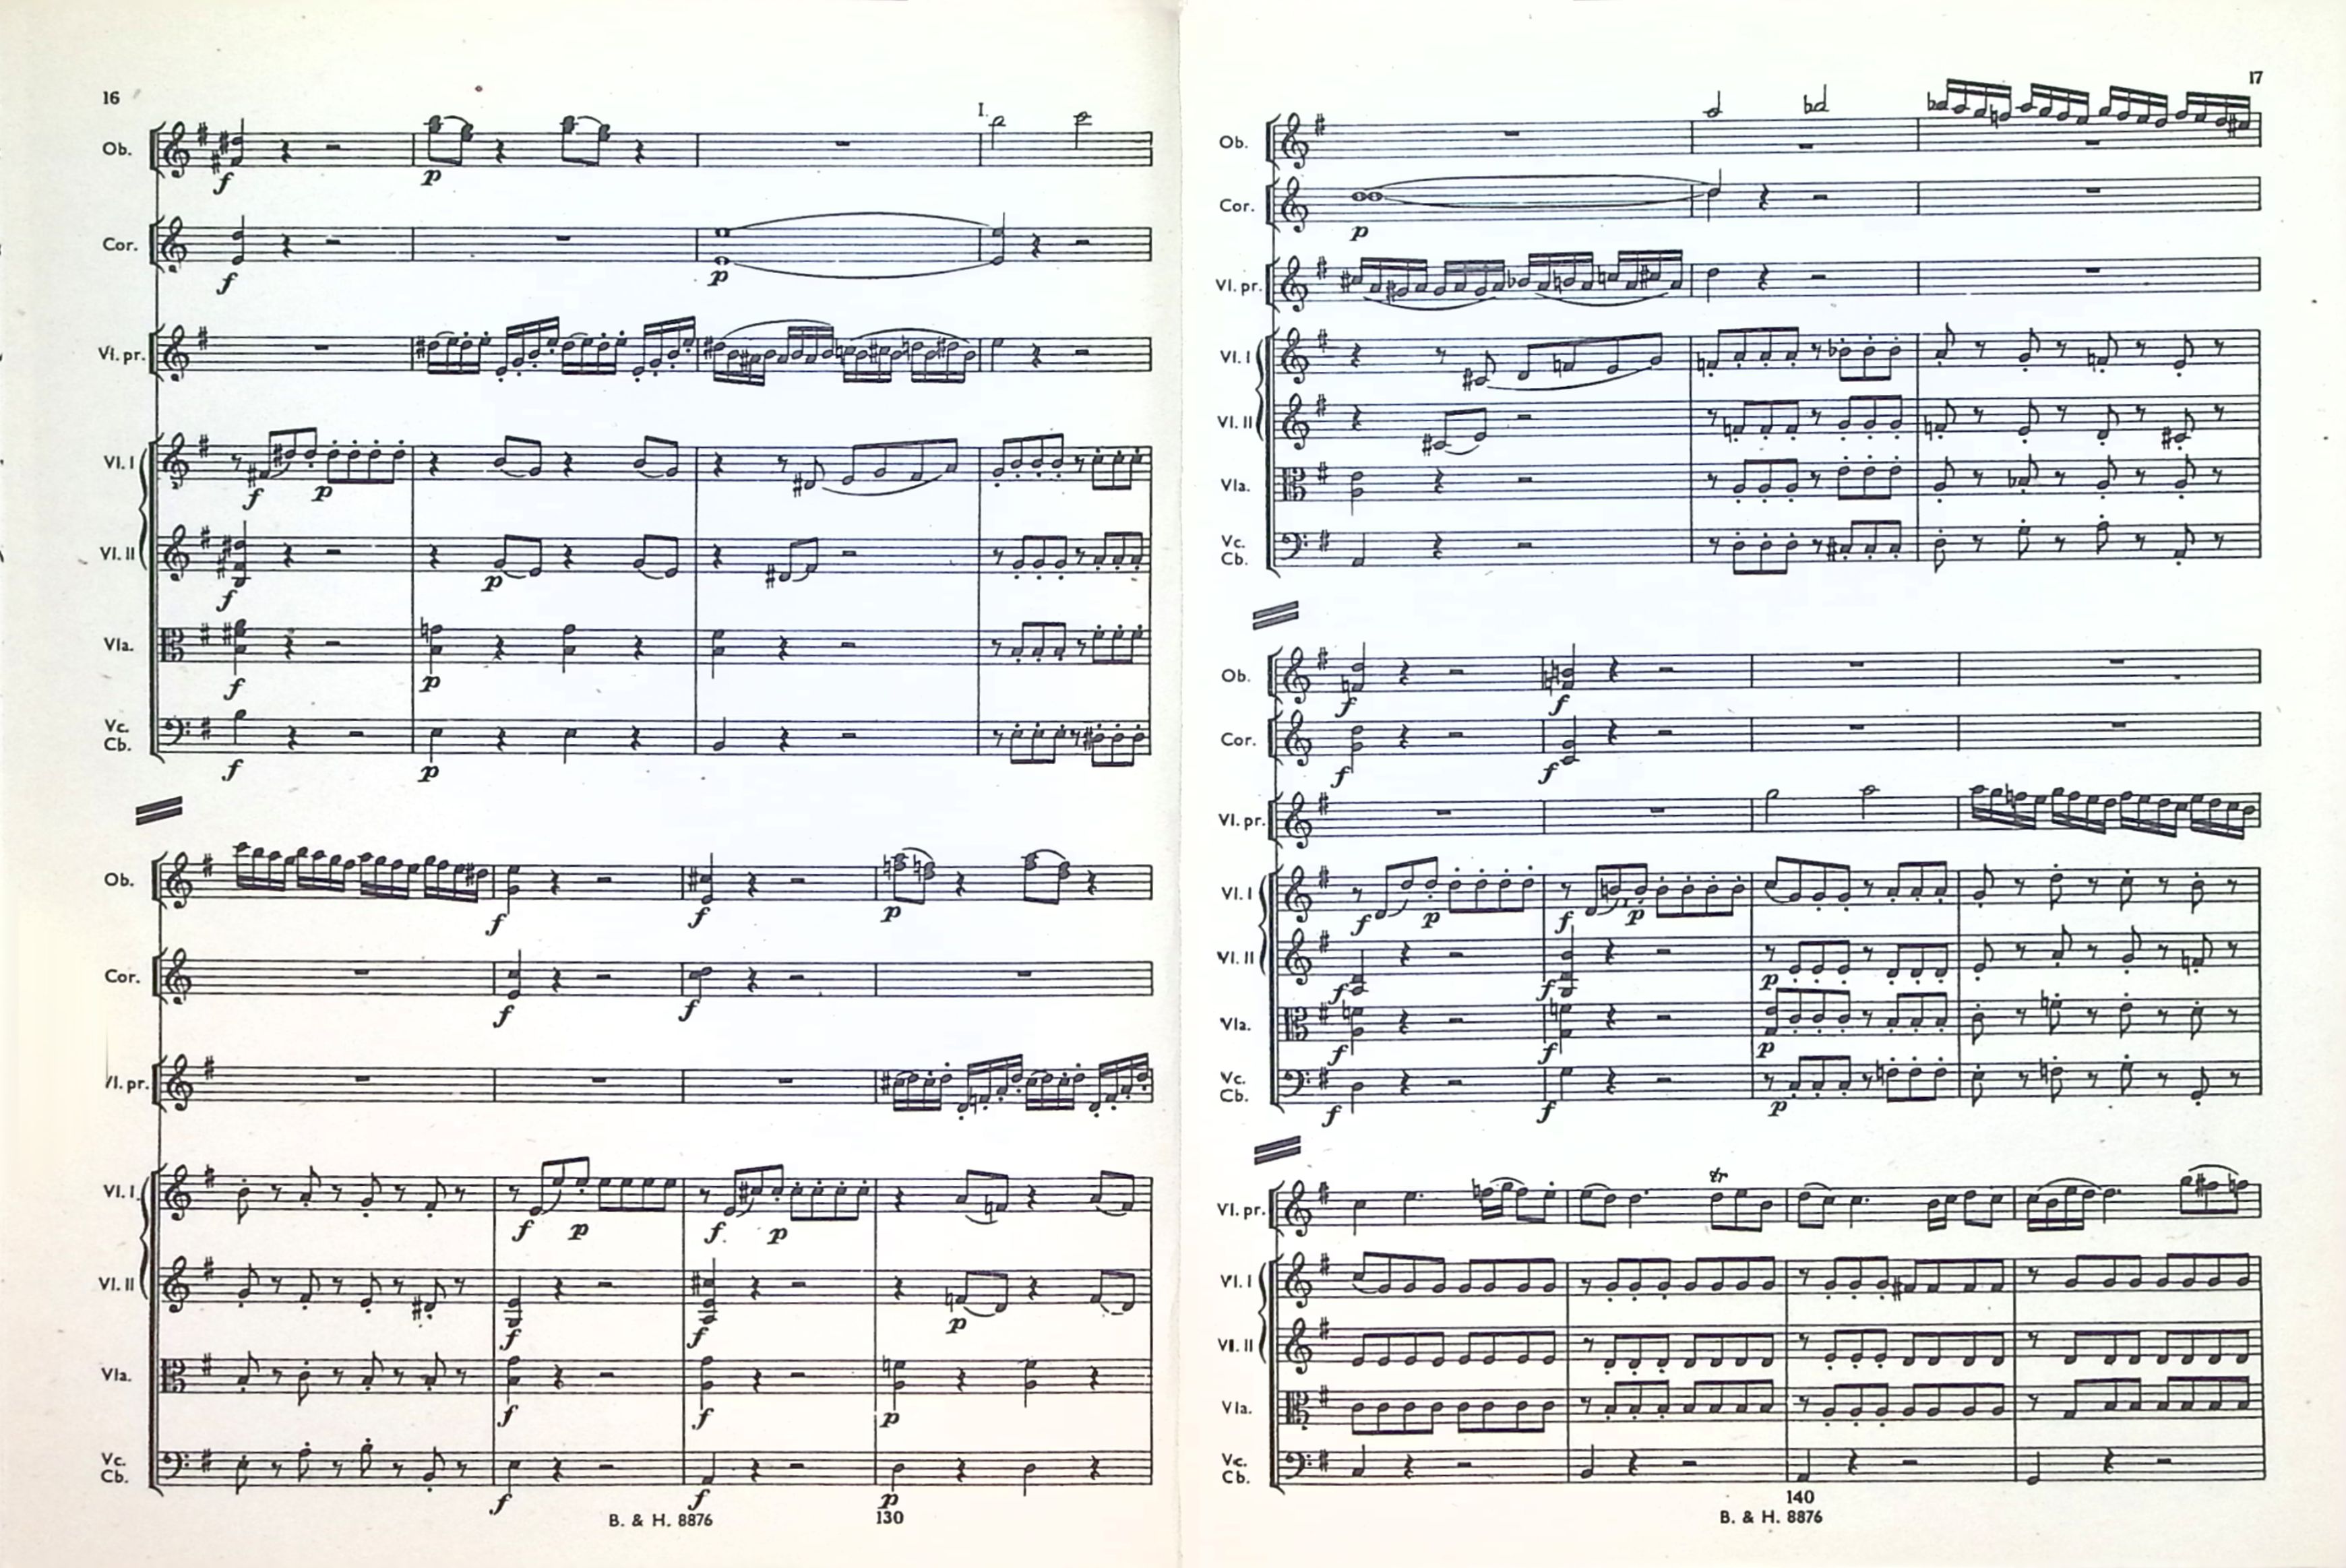 16
I.
Ob.
f
p
Cor.
f
p
Vl. pr.
Vl. I
f p
Vl. II
f p
Vla.
f p
Vc.
Cb.
f p
Ob.
f f p
Cor.
f f
Vl. pr.
Vl. I
f p f p
Vl. II
f f p
Vla.
f f p
Vc.
Cb.
f f p
130
B. & H. 8876
17
Ob.
Cor.
p
Vl. pr.
Vl. I
Vl. II
Vla.
Vc.
Cb.
Ob.
f f
Cor.
f f
Vl. pr.
Vl. I
f p f p
Vl. II
f f p
Vla.
f f p
Vc.
Cb.
f f p
tr
Vl. pr.
Vl. I
Vl. II
Vla.
Vc.
Cb.
140
B. & H. 8876